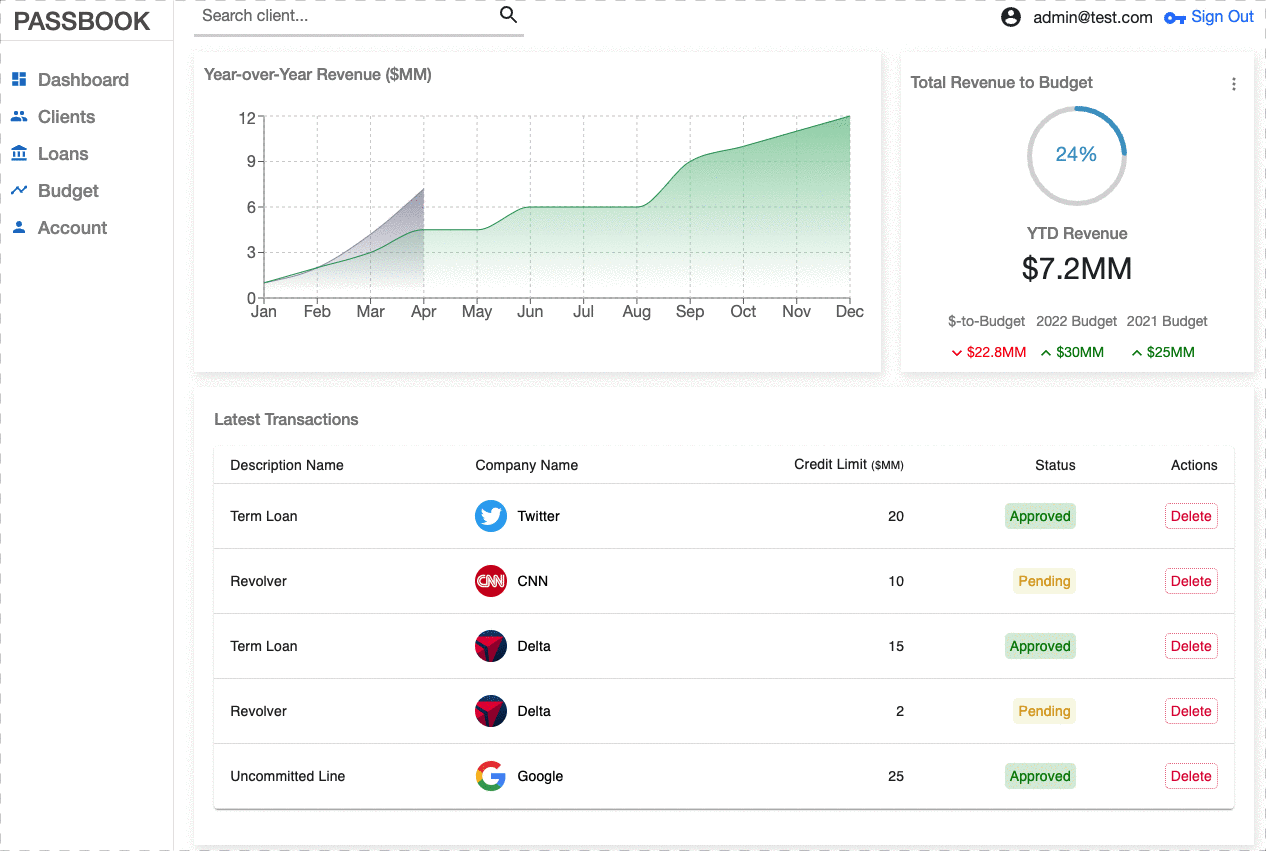 PASSBOOK
Search client...
admin@test.com Sign Out
Dashboard
Clients
Loans
Budget
Account
Year-over-Year Revenue ($MM)
12
9
6
3
0
Jan Feb Mar Apr May Jun Jul Aug Sep Oct Nov Dec
Total Revenue to Budget
24%
YTD Revenue
$7.2MM
$-to-Budget 2022 Budget 2021 Budget
$22.8MM $30MM $25MM
Latest Transactions
Description Name Company Name Credit Limit ($MM) Status Actions
Term Loan Twitter 20 Approved Delete
Revolver CNN CNN 10 Pending Delete
Term Loan Delta 15 Approved Delete
Revolver Delta 2 Pending Delete
Uncommitted Line Google 25 Approved Delete